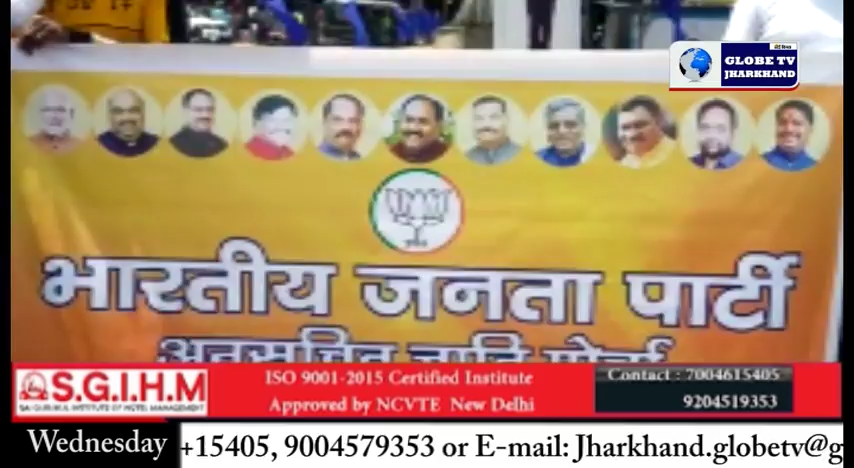 GLOBE TV
JHARKHAND
भारतीय जनता पार्टी
अनुसूचित जाति मोर्चा
S.G.I.H.M
SAI GURUKUL INSTITUTE OF HOTEL MANAGEMENT
ISO 9001-2015 Certified Institute
Approved by NCVTE New Delhi
Contact : 7004615405
9204519353
Wednesday
+15405, 9004579353 or E-mail: Jharkhand.globetv@g